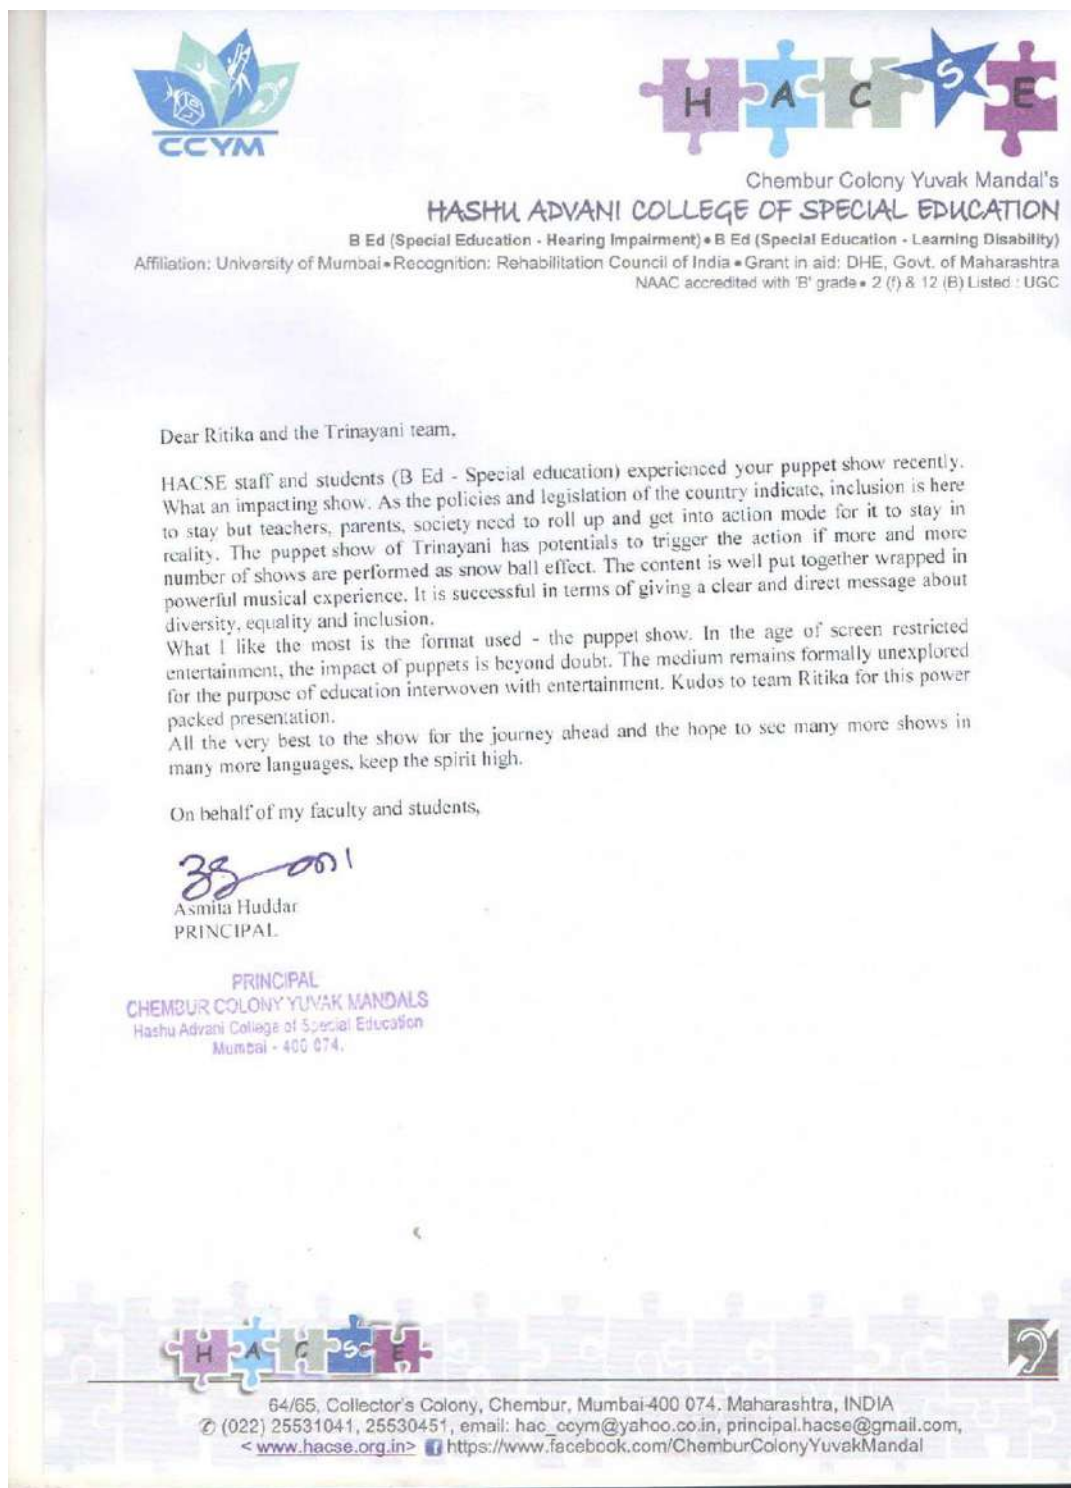 CCYM
H A C S E
Chembur Colony Yuvak Mandal's
HASHU ADVANI COLLEGE OF SPECIAL EDUCATION
B Ed (Special Education - Hearing Impairment) • B Ed (Special Education - Learning Disability)
Affiliation: University of Mumbai • Recognition: Rehabilitation Council of India • Grant in aid: DHE, Govt. of Maharashtra
NAAC accredited with 'B' grade • 2 (f) & 12 (B) Listed : UGC
Dear Ritika and the Trinayani team,
HACSE staff and students (B Ed - Special education) experienced your puppet show recently.
What an impacting show. As the policies and legislation of the country indicate, inclusion is here
to stay but teachers, parents, society need to roll up and get into action mode for it to stay in
reality. The puppet show of Trinayani has potentials to trigger the action if more and more
number of shows are performed as snow ball effect. The content is well put together wrapped in
powerful musical experience. It is successful in terms of giving a clear and direct message about
diversity, equality and inclusion.
What I like the most is the format used - the puppet show. In the age of screen restricted
entertainment, the impact of puppets is beyond doubt. The medium remains formally unexplored
for the purpose of education interwoven with entertainment. Kudos to team Ritika for this power
packed presentation.
All the very best to the show for the journey ahead and the hope to see many more shows in
many more languages, keep the spirit high.
On behalf of my faculty and students,
Asmita Huddar
PRINCIPAL
PRINCIPAL
CHEMBUR COLONY YUVAK MANDALS
Hashu Advani College of Special Education
Mumbai - 400 074.
H A C S E
64/65, Collector's Colony, Chembur, Mumbai-400 074. Maharashtra, INDIA
✆ (022) 25531041, 25530451, email: hac_ccym@yahoo.co.in, principal.hacse@gmail.com,
< www.hacse.org.in> f https://www.facebook.com/ChemburColonyYuvakMandal